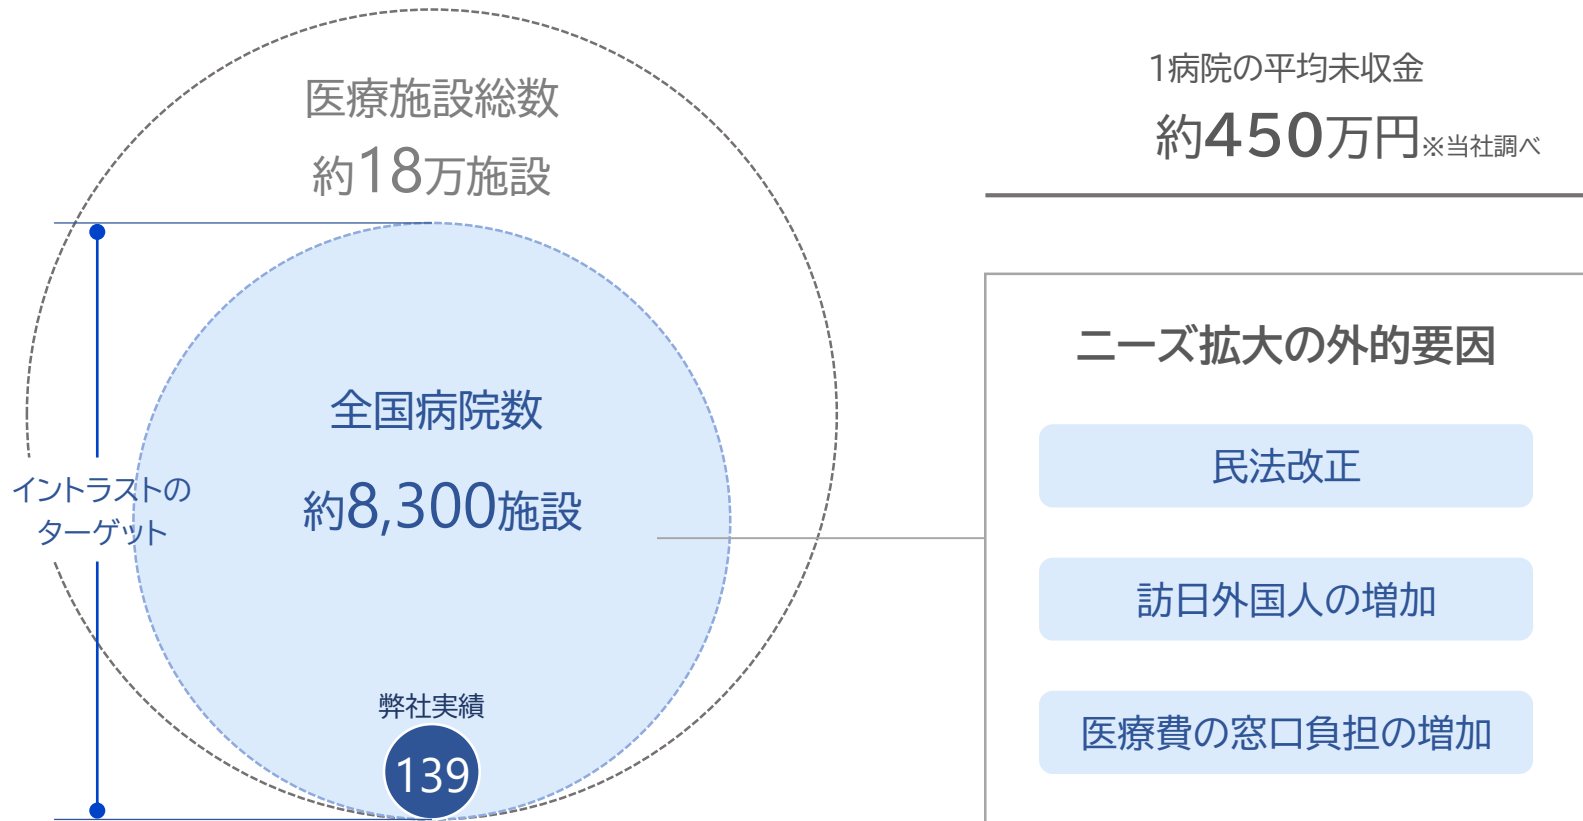 医療施設総数
約18万施設
全国病院数
約8,300施設
イントラストの
ターゲット
弊社実績
139
1病院の平均未収金
約450万円※当社調べ
ニーズ拡大の外的要因
民法改正
訪日外国人の増加
医療費の窓口負担の増加